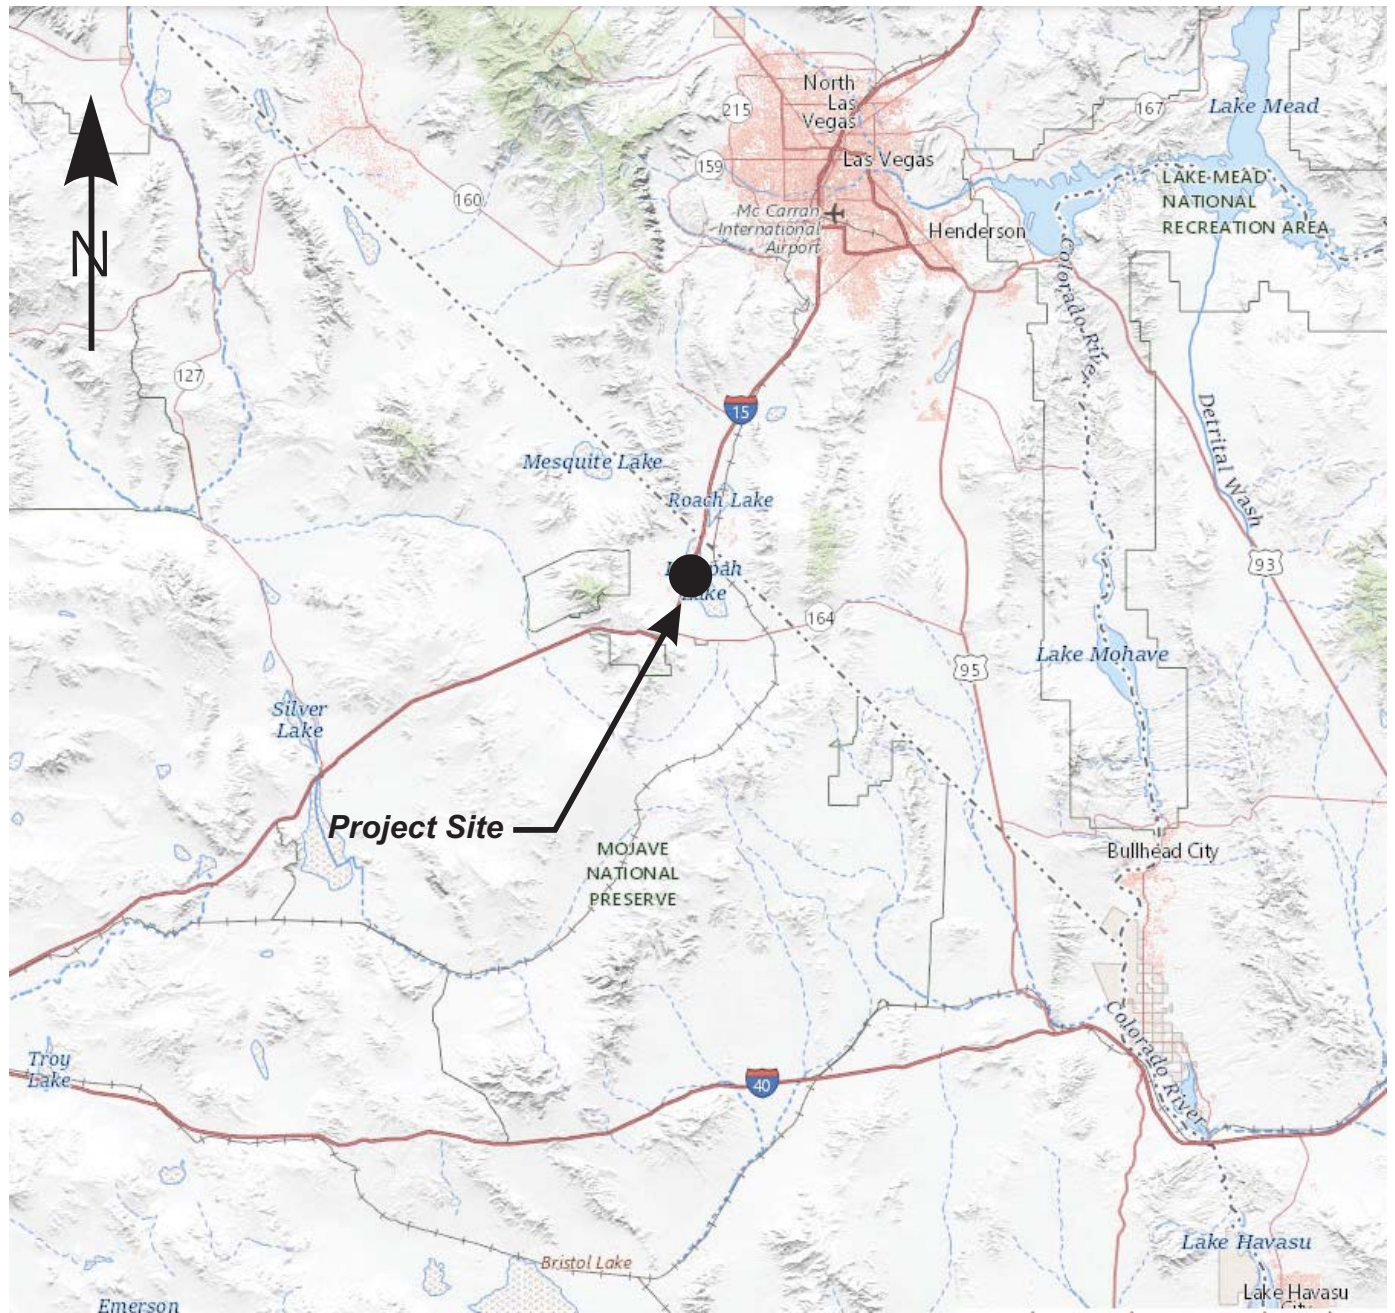 North
Las
Vegas
215
167
Lake Mead
Las Vegas
159
LAKE MEAD
NATIONAL
RECREATION AREA
160
Mc Carran
International
Airport
Henderson
N
Colorado River
127
15
Detrital Wash
Mesquite Lake
Roach Lake
93
Lake
164
Lake Mohave
95
Silver
Lake
Project Site
MOJAVE
NATIONAL
PRESERVE
Bullhead City
Colorado River
Troy
Lake
40
Lake Havasu
Bristol Lake
Lake Havasu
City
Emerson